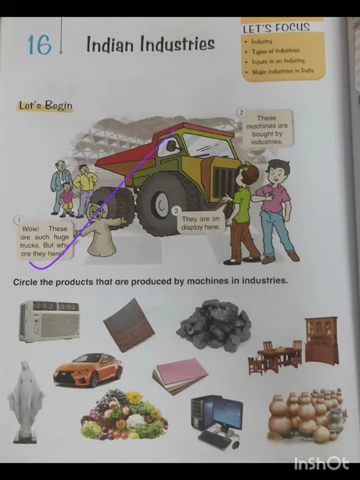 16
Indian Industries
LET'S FOCUS
• Industry
• Types of Industries
• Inputs in an Industry
• Major Industries in India
Let's Begin
2
These
machines are
bought by
industries.
1
Wow! These
are such huge
trucks. But why
are they here?
3
They are on
display here.
Circle the products that are produced by machines in industries.
InShOt